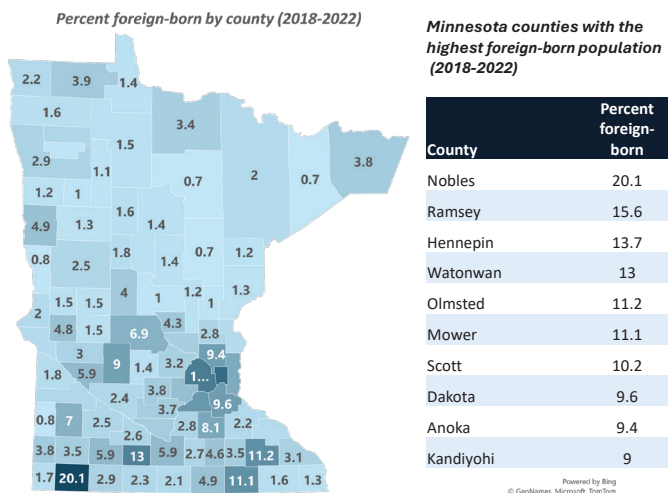 Percent foreign-born by county (2018-2022)
2.2 3.9 1.4
1.6 3.4
1.5
2.9 1.1 0.7 2 0.7 3.8
1.2 1
4.9 1.3 1.6 1.4
0.8 2.5 1.8 1.4 0.7 1.2
1.5 1.5 4 1 1.2 1 1.3
2
4.8 1.5 6.9 4.3 2.8
3 9 1.4 3.2 9.4
1.8 5.9 1...
2.4 3.8
3.7 9.6
0.8 7 2.5 2.6 2.8 8.1 2.2
3.8 3.5 5.9 13 5.9 2.7 4.6 3.5 11.2 3.1
1.7 20.1 2.9 2.3 2.1 4.9 11.1 1.6 1.3
Minnesota counties with the
highest foreign-born population
(2018-2022)
Percent
foreign-
County born
Nobles 20.1
Ramsey 15.6
Hennepin 13.7
Watonwan 13
Olmsted 11.2
Mower 11.1
Scott 10.2
Dakota 9.6
Anoka 9.4
Kandiyohi 9
Powered by Bing
© GeoNames, Microsoft, TomTom